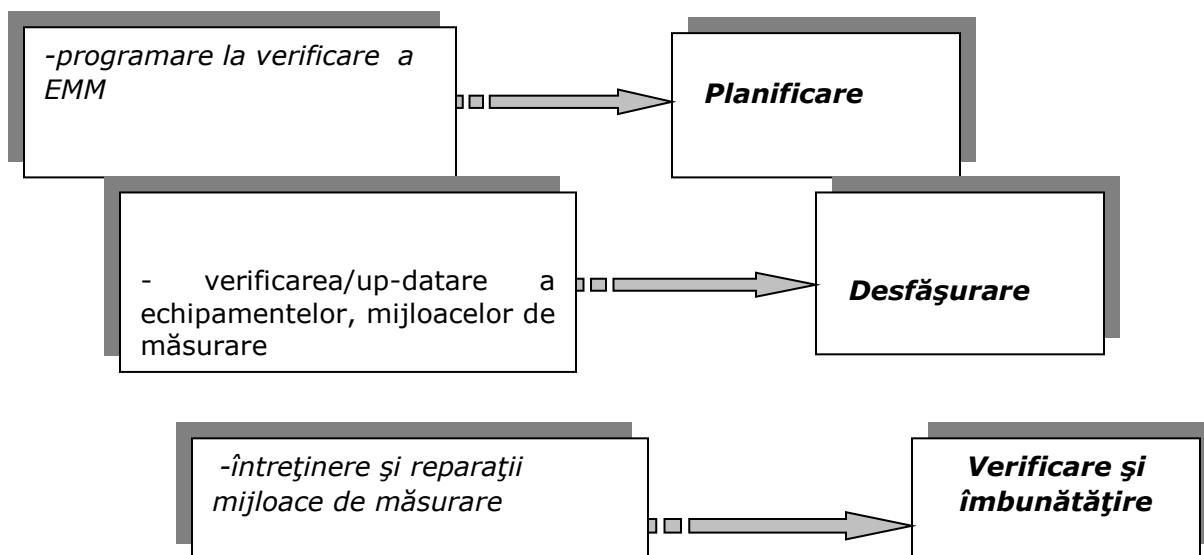 -programare la verificare a
EMM
Planificare
- verificarea/up-datare a
echipamentelor, mijloacelor de
măsurare
Desfăşurare
-întreţinere şi reparaţii
mijloace de măsurare
Verificare şi
îmbunătăţire